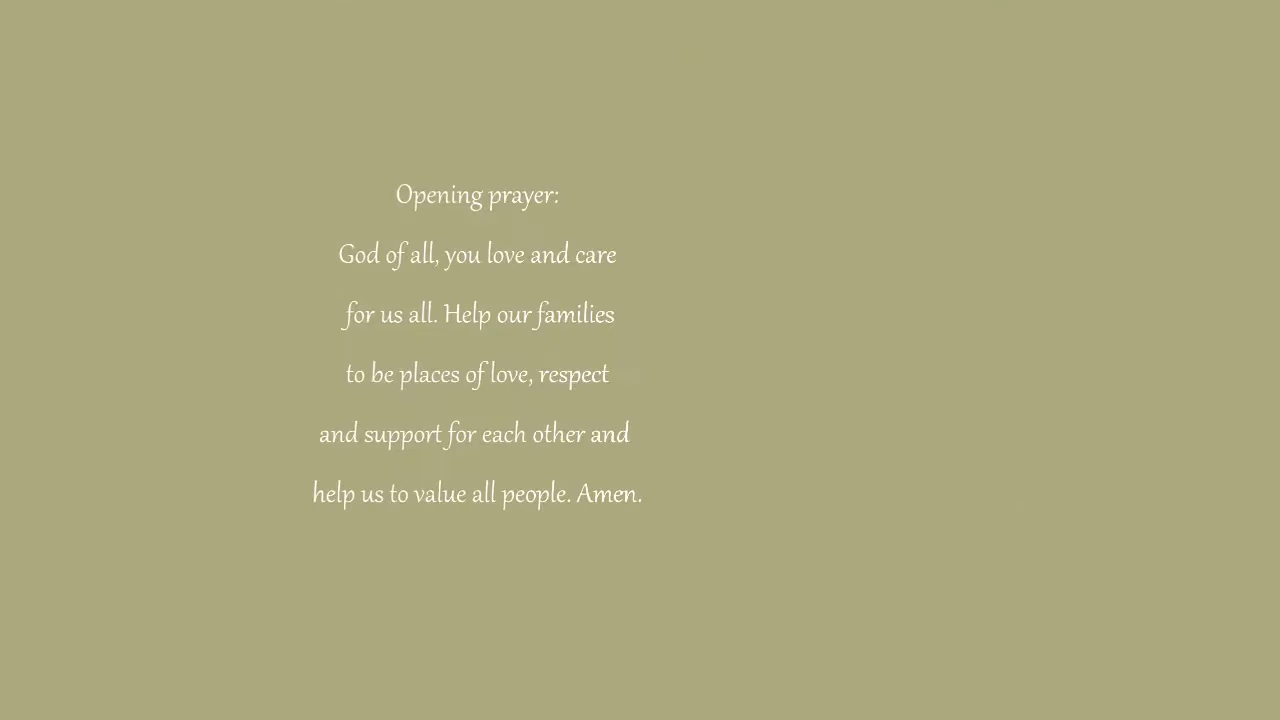 Opening prayer:
God of all, you love and care
for us all. Help our families
to be places of love, respect
and support for each other and
help us to value all people. Amen.